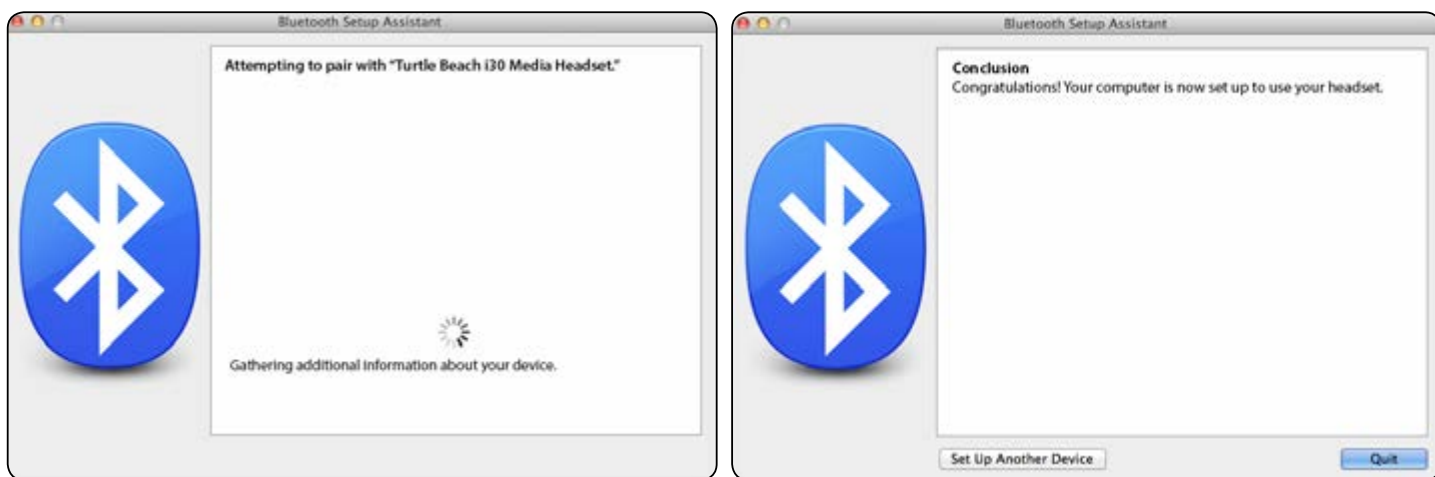 Bluetooth Setup Assistant
Attempting to pair with “Turtle Beach i30 Media Headset.”
Gathering additional information about your device.
Bluetooth Setup Assistant
Conclusion
Congratulations! Your computer is now set up to use your headset.
Set Up Another Device
Quit